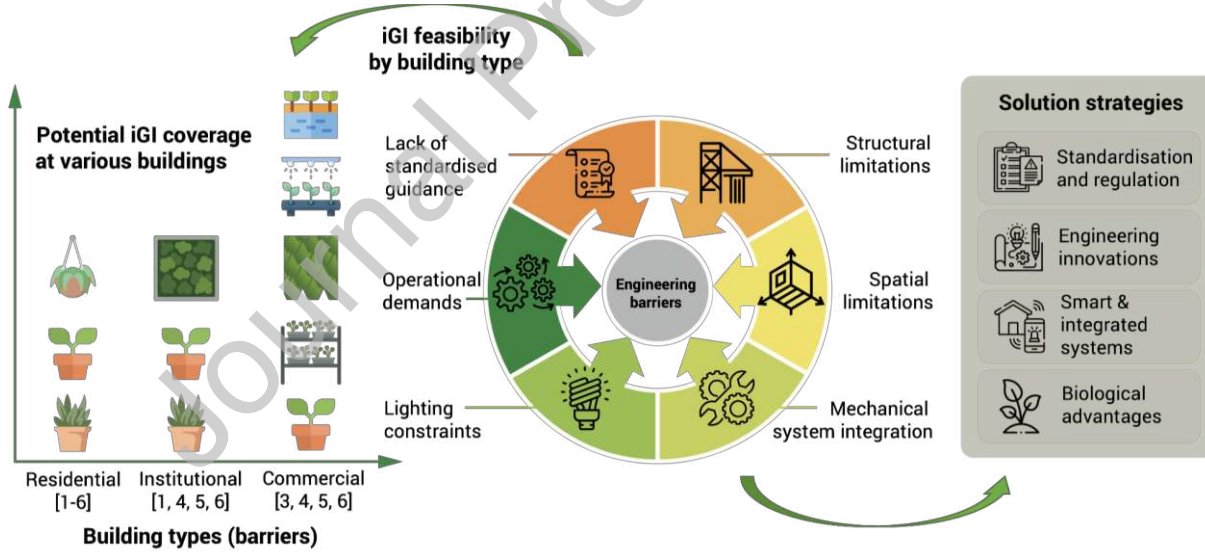 iGI feasibility
by building type
Potential iGI coverage
at various buildings
Residential
[1-6]
Institutional
[1, 4, 5, 6]
Commercial
[3, 4, 5, 6]
Building types (barriers)
Lack of
standardised
guidance
Operational
demands
Lighting
constraints
Engineering
barriers
Structural
limitations
Spatial
limitations
Mechanical
system integration
Solution strategies
Standardisation
and regulation
Engineering
innovations
Smart &
integrated
systems
Biological
advantages
Journal Pre